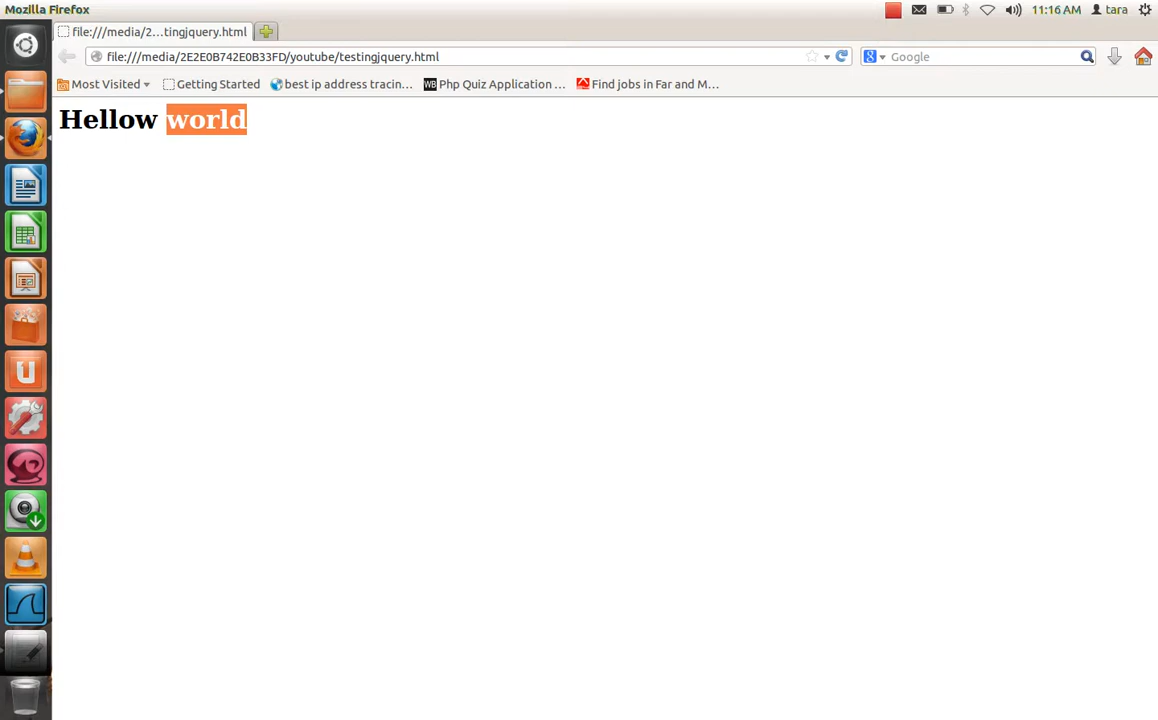 Mozilla Firefox
11:16 AM tara
file:///media/2...tingjquery.html
file:///media/2E2E0B742E0B33FD/youtube/testingjquery.html
Google
Most Visited Getting Started best ip address tracin... Php Quiz Application ... Find jobs in Far and M...
Hellow world